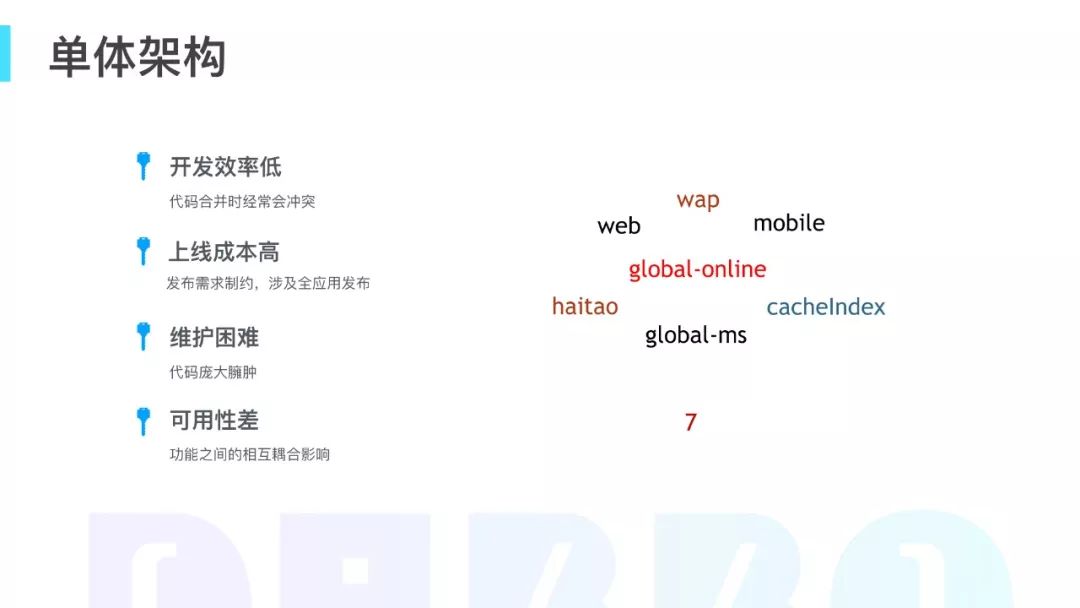 单体架构
开发效率低
代码合并时经常会冲突
上线成本高
发布需求制约，涉及全应用发布
维护困难
代码庞大臃肿
可用性差
功能之间的相互耦合影响
wap
web
mobile
global-online
haitao
cacheIndex
global-ms
7